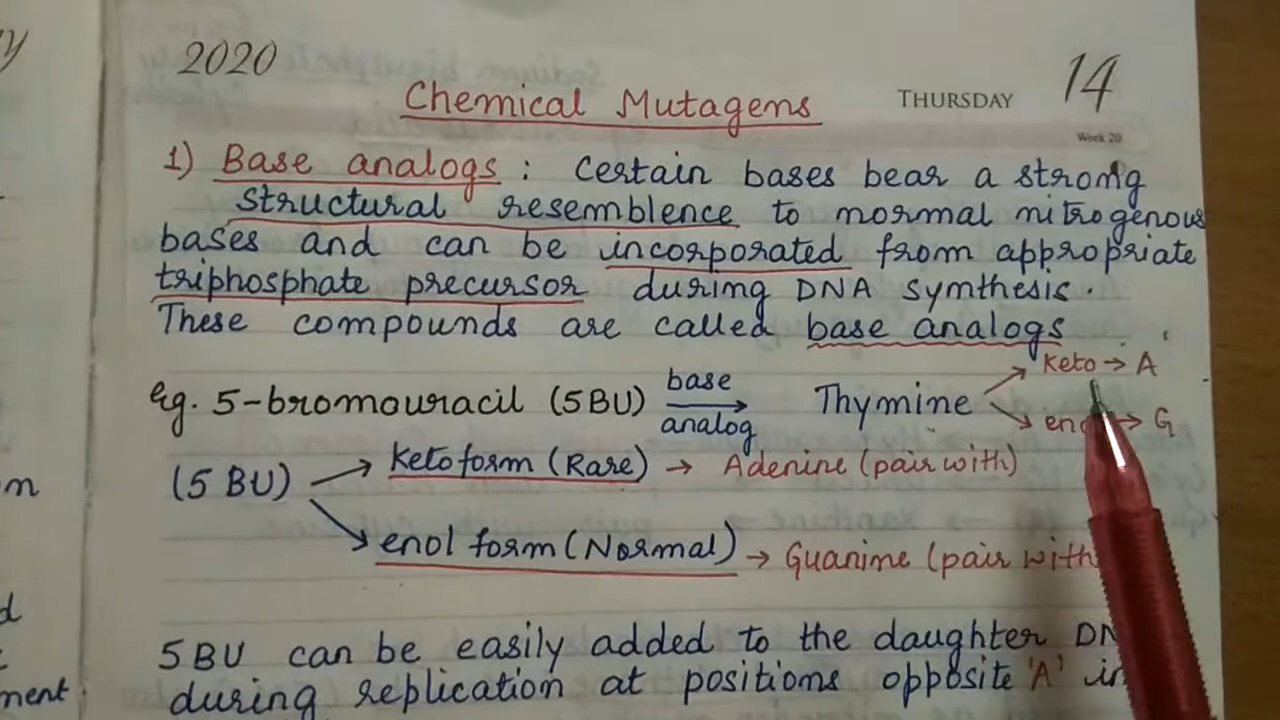 y
2020
THURSDAY 14
Week 20
Chemical Mutagens
1) Base analogs : Certain bases bear a strong
structural resemblence to normal nitrogenous
bases and can be incorporated from appropriate
triphosphate precursor during DNA synthesis.
These compounds are called base analogs
Eg. 5-bromouracil (5BU) base analog → Thymine
Keto → A
→ G
(5 BU) → Keto form (Rare) → Adenine (pair with)
→ enol form (Normal) → Guanine (pair with
5BU can be easily added to the daughter
during replication at positions opposite 'A' in